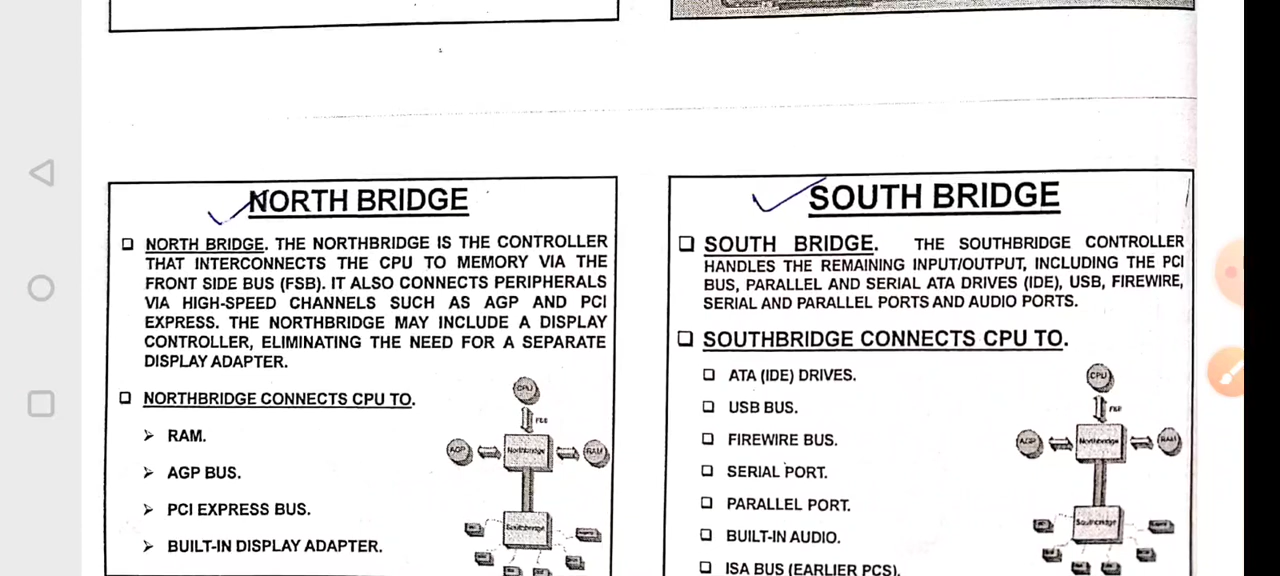 NORTH BRIDGE
❑ NORTH BRIDGE. THE NORTHBRIDGE IS THE CONTROLLER
THAT INTERCONNECTS THE CPU TO MEMORY VIA THE
FRONT SIDE BUS (FSB). IT ALSO CONNECTS PERIPHERALS
VIA HIGH-SPEED CHANNELS SUCH AS AGP AND PCI
EXPRESS. THE NORTHBRIDGE MAY INCLUDE A DISPLAY
CONTROLLER, ELIMINATING THE NEED FOR A SEPARATE
DISPLAY ADAPTER.
❑ NORTHBRIDGE CONNECTS CPU TO.
➢ RAM.
➢ AGP BUS.
➢ PCI EXPRESS BUS.
➢ BUILT-IN DISPLAY ADAPTER.
CPU
FSB
AGP
Northbridge
RAM
Southbridge
SOUTH BRIDGE
❑ SOUTH BRIDGE. THE SOUTHBRIDGE CONTROLLER
HANDLES THE REMAINING INPUT/OUTPUT, INCLUDING THE PCI
BUS, PARALLEL AND SERIAL ATA DRIVES (IDE), USB, FIREWIRE,
SERIAL AND PARALLEL PORTS AND AUDIO PORTS.
❑ SOUTHBRIDGE CONNECTS CPU TO.
❑ ATA (IDE) DRIVES.
❑ USB BUS.
❑ FIREWIRE BUS.
❑ SERIAL PORT.
❑ PARALLEL PORT.
❑ BUILT-IN AUDIO.
❑ ISA BUS (EARLIER PCS).
CPU
FSB
AGP
Northbridge
RAM
Southbridge